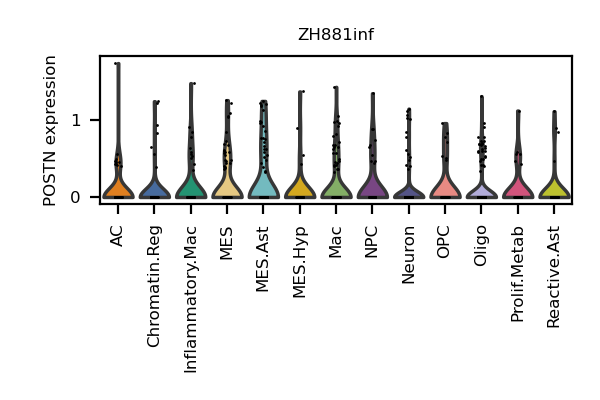 ZH881inf
POSTN expression
1
0
AC
Chromatin.Reg
Inflammatory.Mac
MES
MES.Ast
MES.Hyp
Mac
NPC
Neuron
OPC
Oligo
Prolif.Metab
Reactive.Ast